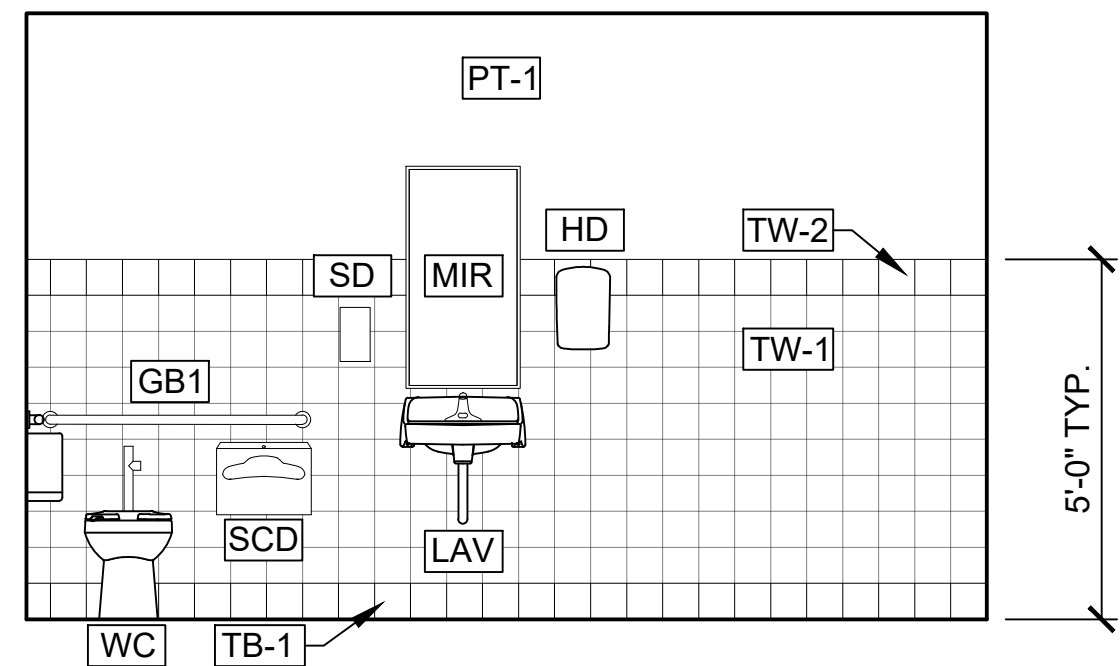 PT-1
HD
TW-2
SD
MIR
TW-1
GB1
5'-0" TYP.
SCD
LAV
WC
TB-1